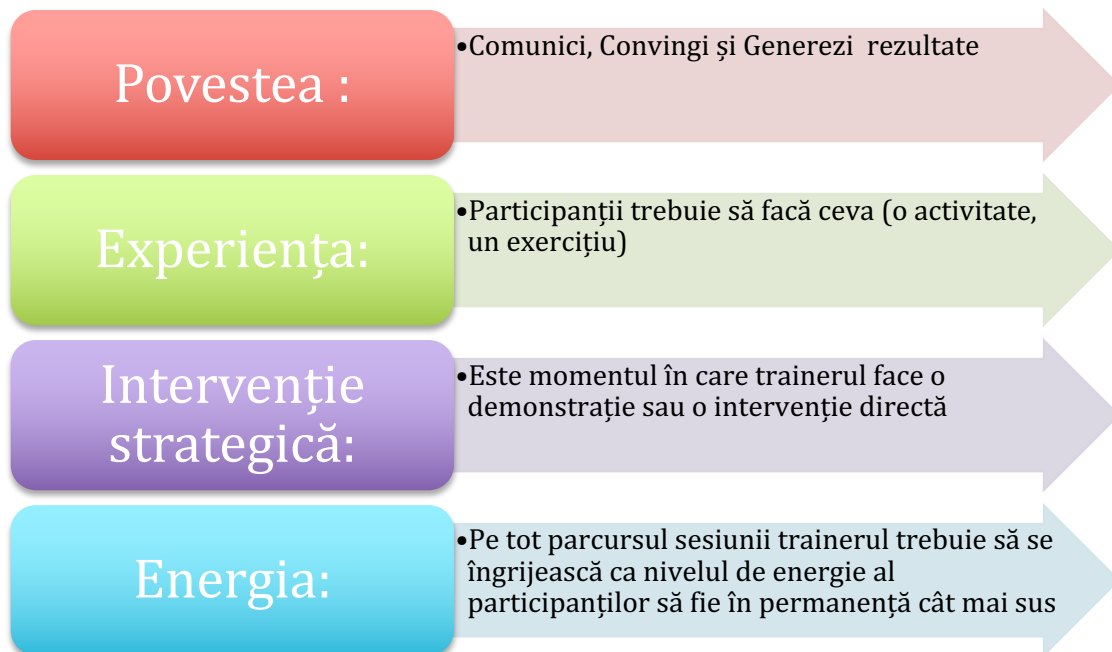 Povestea :
•Comunici, Convingi și Generezi  rezultate
Experiența:
•Participanții trebuie să facă ceva (o activitate,
un exercițiu)
Intervenție
strategică:
•Este momentul în care trainerul face o
demonstrație sau o intervenție directă
Energia:
•Pe tot parcursul sesiunii trainerul trebuie să se
îngrijească ca nivelul de energie al
participanților să fie în permanență cât mai sus